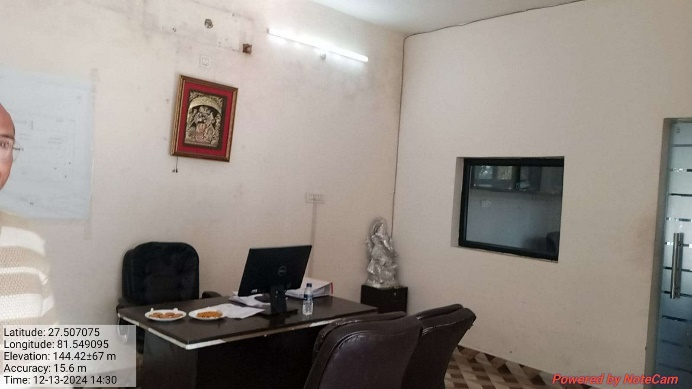 Latitude: 27.507075
Longitude: 81.549095
Elevation: 144.42±67 m
Accuracy: 15.6 m
Time: 12-13-2024 14:30
Powered by NoteCam